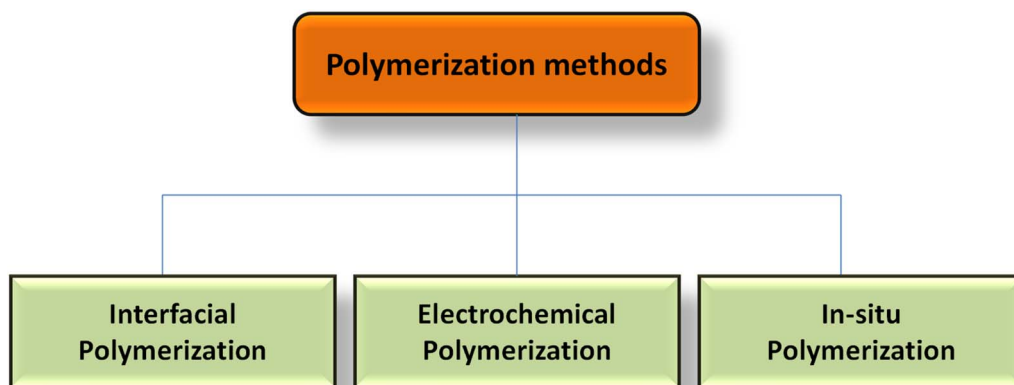 Polymerization methods
Interfacial
Polymerization
Electrochemical
Polymerization
In-situ
Polymerization